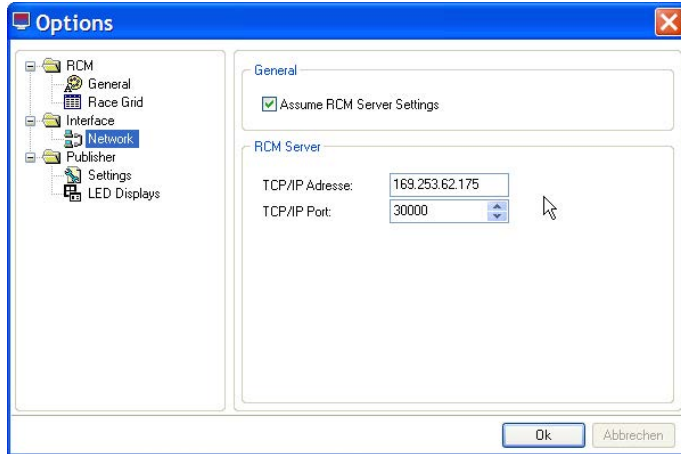 Options
RCM
General
Race Grid
Interface
Network
Publisher
Settings
LED Displays
General
Assume RCM Server Settings
RCM Server
TCP/IP Adresse: 169.253.62.175
TCP/IP Port: 30000
Ok Abbrechen